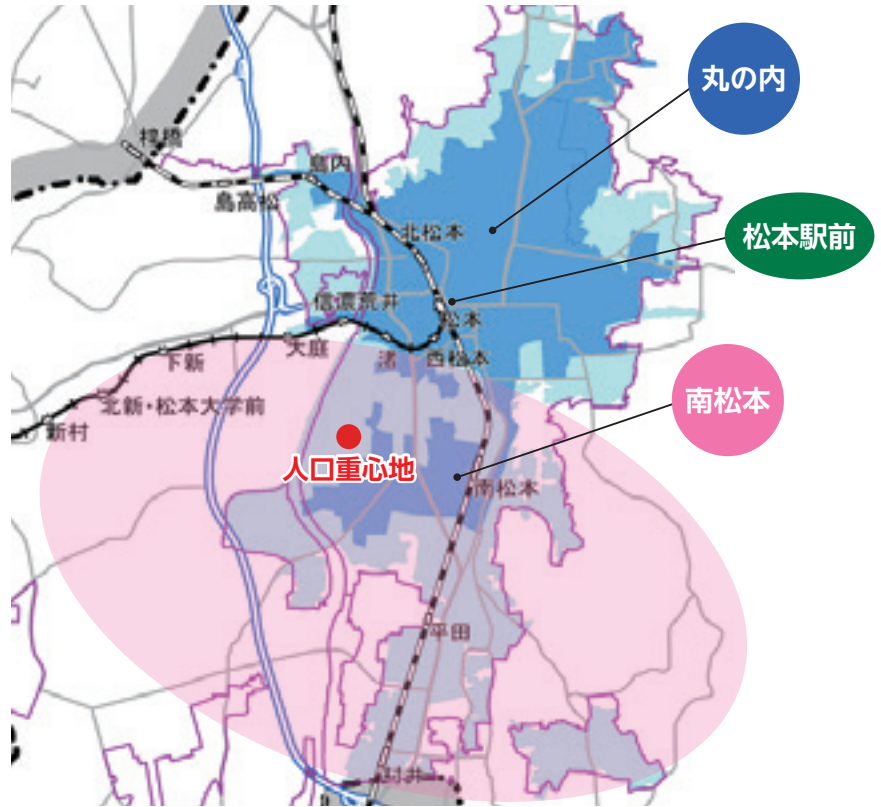 丸の内
梓橋
島内
島高松
北松本
松本駅前
信濃荒井
松本
大庭
渚
西松本
下新
南松本
北新・松本大学前
新村
人口重心地
南松本
平田
村井